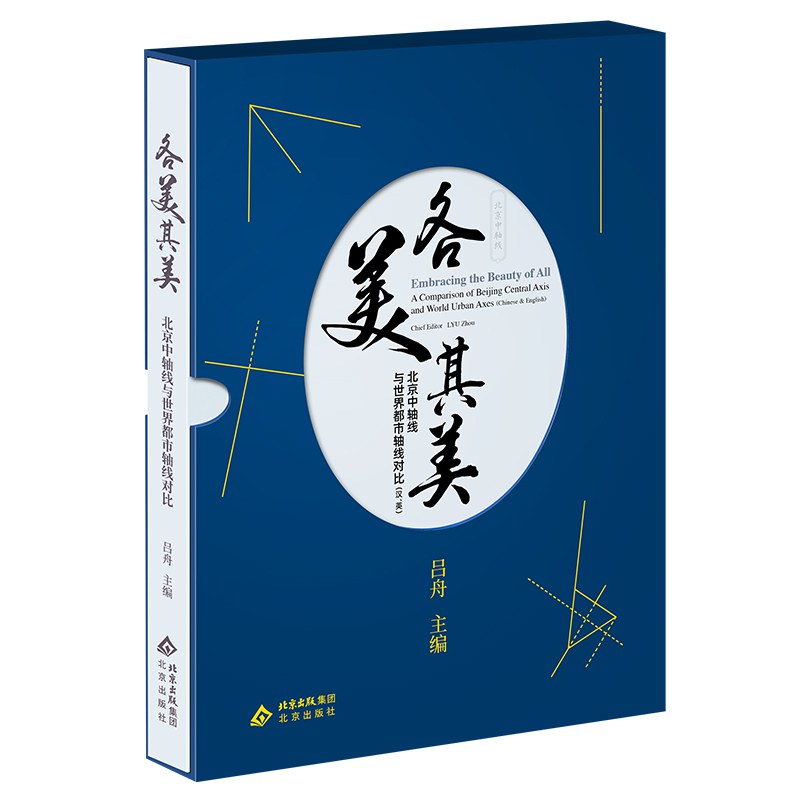 各美其美
北京中轴线与世界都市轴线对比
吕舟 主编
北京出版集团
北京出版社
各美其美
北京中轴线
Embracing the Beauty of All
A Comparison of Beijing Central Axis
and World Urban Axes (Chinese & English)
Chief Editor LYU Zhou
北京中轴线
与世界都市轴线对比(汉、英)
吕舟 主编
北京出版集团
北京出版社